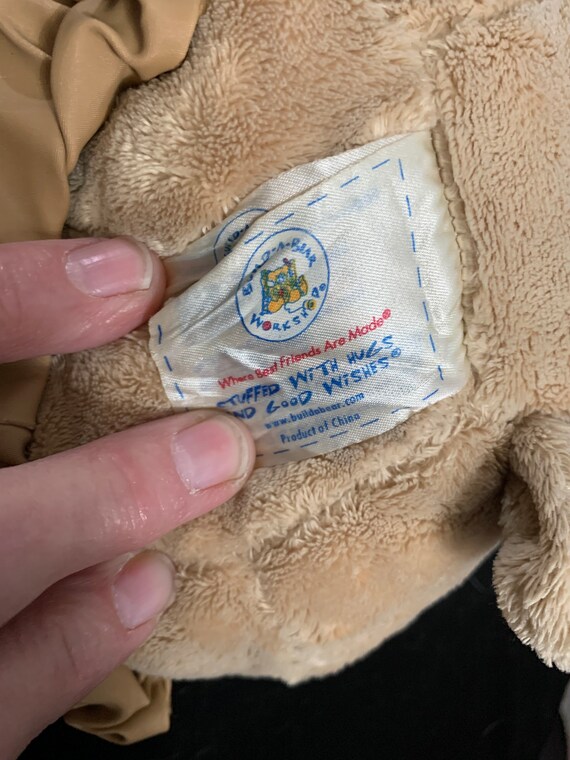 BUILD-A-BEAR
WORKSHOP®
Where Best Friends Are Made®
STUFFED WITH HUGS
AND GOOD WISHES®
www.buildabear.com
Product of China